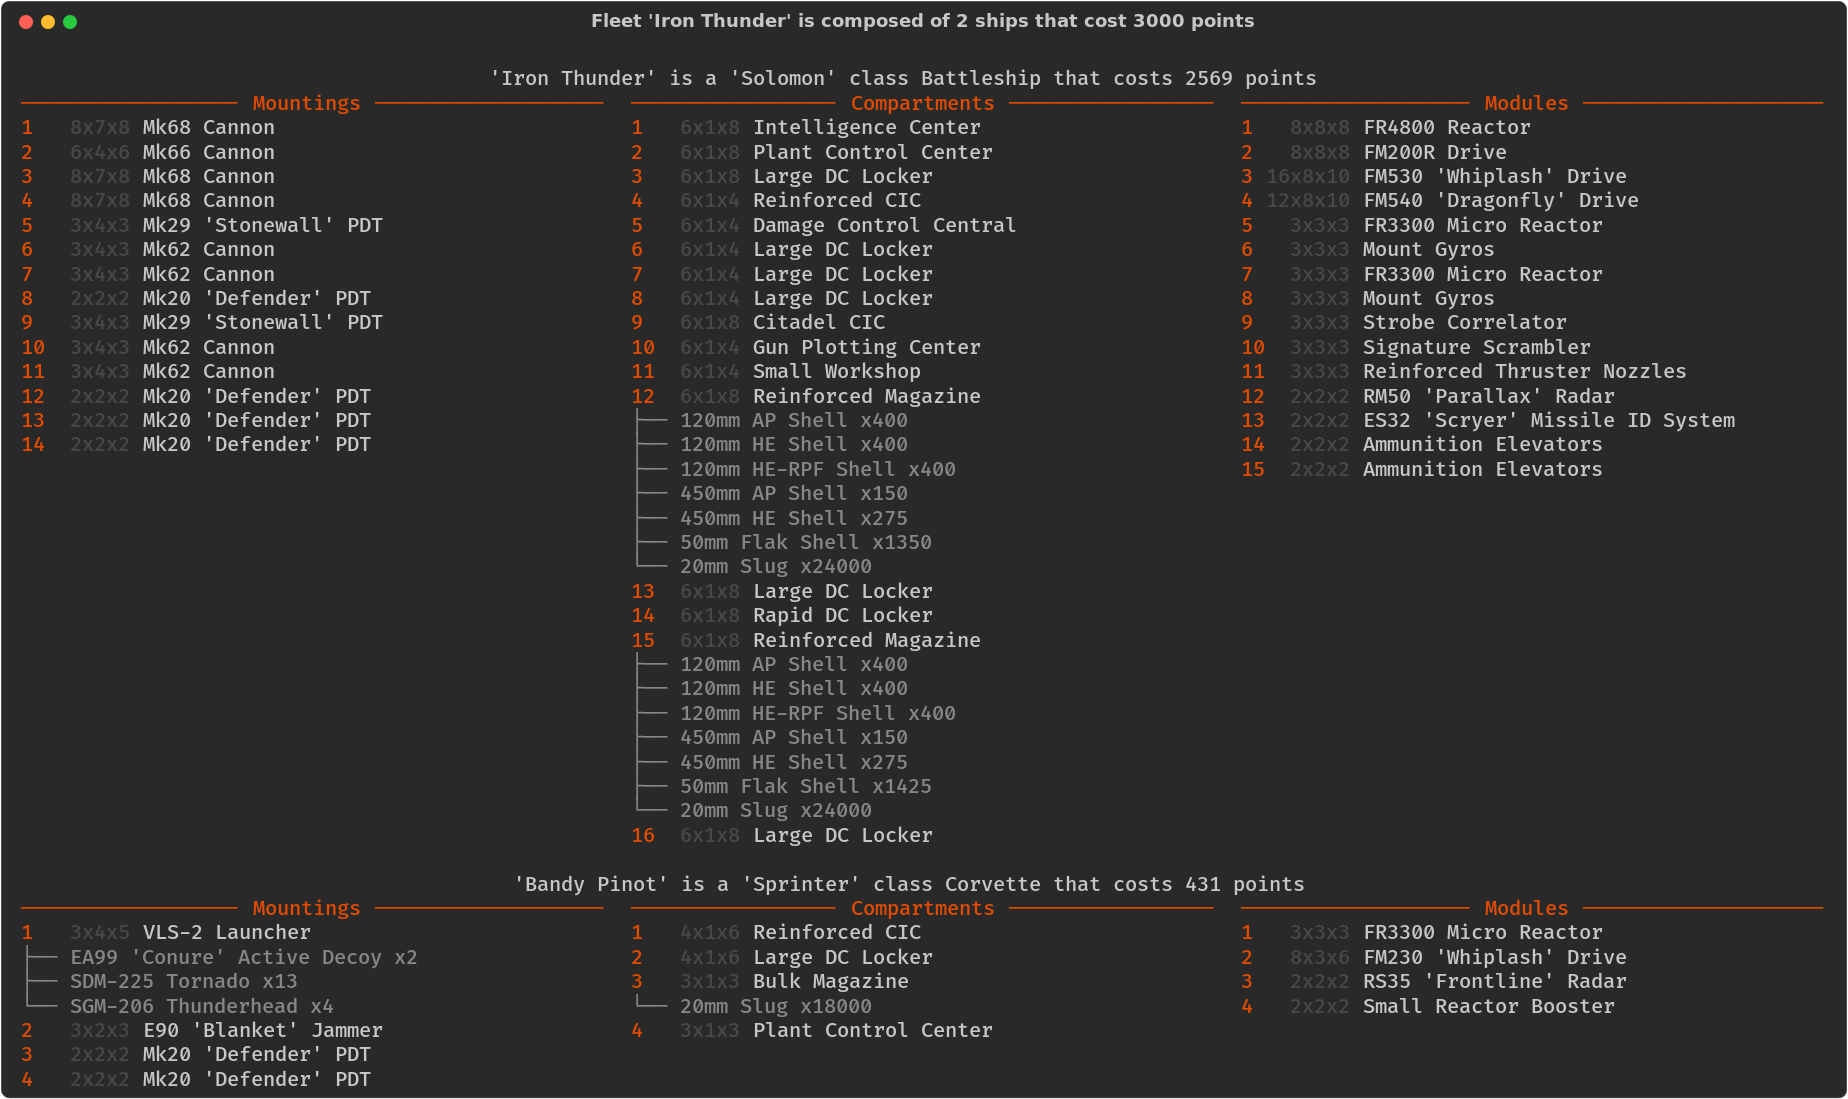 Fleet 'Iron Thunder' is composed of 2 ships that cost 3000 points
'Iron Thunder' is a 'Solomon' class Battleship that costs 2569 points
Mountings
1 8x7x8 Mk68 Cannon
2 6x4x6 Mk66 Cannon
3 8x7x8 Mk68 Cannon
4 8x7x8 Mk68 Cannon
5 3x4x3 Mk29 'Stonewall' PDT
6 3x4x3 Mk62 Cannon
7 3x4x3 Mk62 Cannon
8 2x2x2 Mk20 'Defender' PDT
9 3x4x3 Mk29 'Stonewall' PDT
10 3x4x3 Mk62 Cannon
11 3x4x3 Mk62 Cannon
12 2x2x2 Mk20 'Defender' PDT
13 2x2x2 Mk20 'Defender' PDT
14 2x2x2 Mk20 'Defender' PDT
Compartments
1 6x1x8 Intelligence Center
2 6x1x8 Plant Control Center
3 6x1x8 Large DC Locker
4 6x1x4 Reinforced CIC
5 6x1x4 Damage Control Central
6 6x1x4 Large DC Locker
7 6x1x4 Large DC Locker
8 6x1x4 Large DC Locker
9 6x1x8 Citadel CIC
10 6x1x4 Gun Plotting Center
11 6x1x4 Small Workshop
12 6x1x8 Reinforced Magazine
120mm AP Shell x400
120mm HE Shell x400
120mm HE-RPF Shell x400
450mm AP Shell x150
450mm HE Shell x275
50mm Flak Shell x1350
20mm Slug x24000
13 6x1x8 Large DC Locker
14 6x1x8 Rapid DC Locker
15 6x1x8 Reinforced Magazine
120mm AP Shell x400
120mm HE Shell x400
120mm HE-RPF Shell x400
450mm AP Shell x150
450mm HE Shell x275
50mm Flak Shell x1425
20mm Slug x24000
16 6x1x8 Large DC Locker
Modules
1 8x8x8 FR4800 Reactor
2 8x8x8 FM200R Drive
3 16x8x10 FM530 'Whiplash' Drive
4 12x8x10 FM540 'Dragonfly' Drive
5 3x3x3 FR3300 Micro Reactor
6 3x3x3 Mount Gyros
7 3x3x3 FR3300 Micro Reactor
8 3x3x3 Mount Gyros
9 3x3x3 Strobe Correlator
10 3x3x3 Signature Scrambler
11 3x3x3 Reinforced Thruster Nozzles
12 2x2x2 RM50 'Parallax' Radar
13 2x2x2 ES32 'Scryer' Missile ID System
14 2x2x2 Ammunition Elevators
15 2x2x2 Ammunition Elevators
'Bandy Pinot' is a 'Sprinter' class Corvette that costs 431 points
Mountings
1 3x4x5 VLS-2 Launcher
EA99 'Conure' Active Decoy x2
SDM-225 Tornado x13
SGM-206 Thunderhead x4
2 3x2x3 E90 'Blanket' Jammer
3 2x2x2 Mk20 'Defender' PDT
4 2x2x2 Mk20 'Defender' PDT
Compartments
1 4x1x6 Reinforced CIC
2 4x1x6 Large DC Locker
3 3x1x3 Bulk Magazine
20mm Slug x18000
4 3x1x3 Plant Control Center
Modules
1 3x3x3 FR3300 Micro Reactor
2 8x3x6 FM230 'Whiplash' Drive
3 2x2x2 RS35 'Frontline' Radar
4 2x2x2 Small Reactor Booster